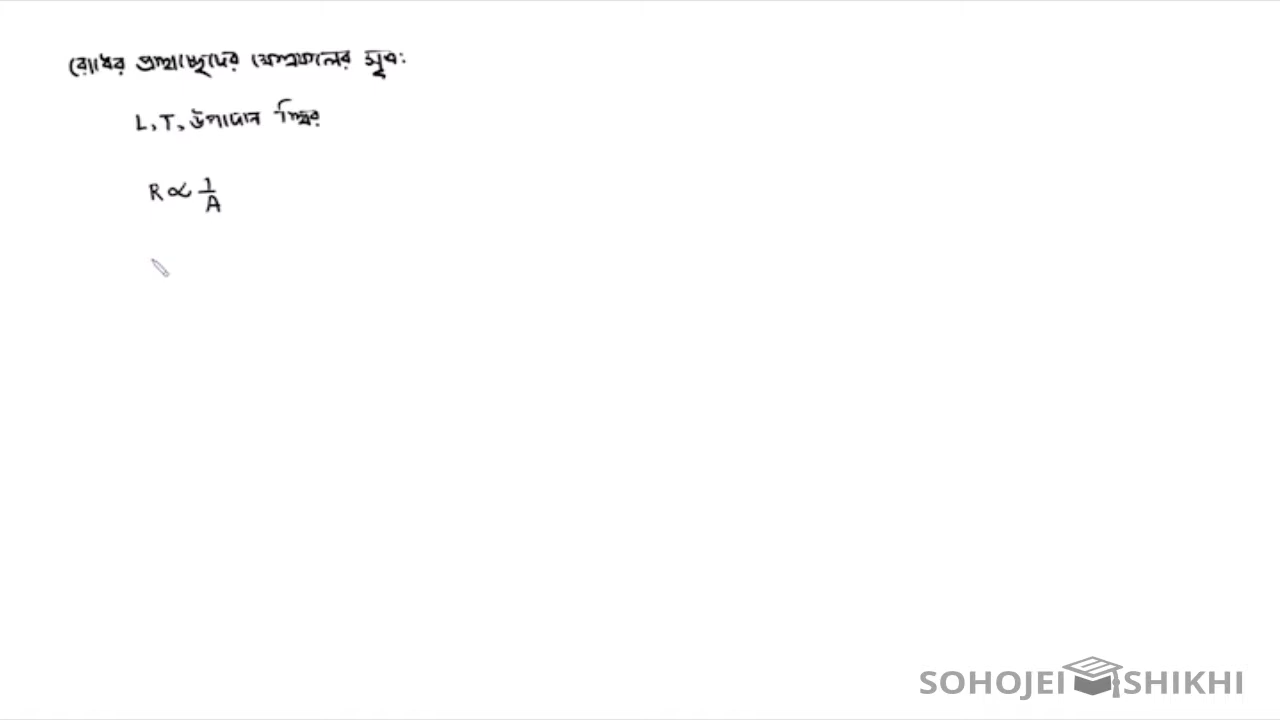 রোধের প্রস্থচ্ছেদের ক্ষেত্রফলের সূত্র:
L, T, উপাদান স্থির
R ∝ 1/A
SOHOJEI SHIKHI